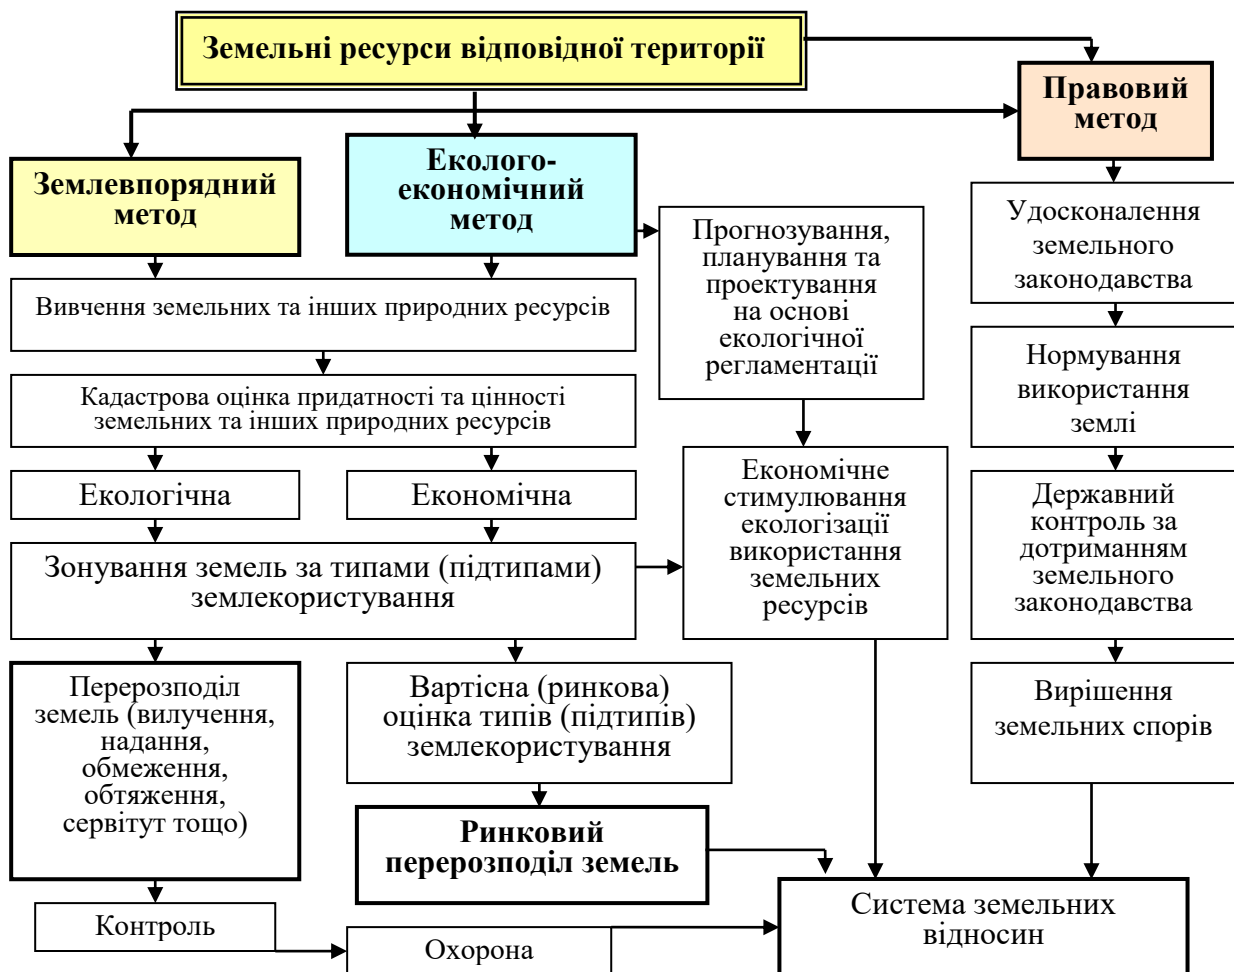 Земельні ресурси відповідної території
Правовий
метод
Землевпорядний
метод
Еколого-
економічний
метод
Прогнозування,
планування та
проектування
на основі
екологічної
регламентації
Удосконалення
земельного
законодавства
Вивчення земельних та інших природних ресурсів
Кадастрова оцінка придатності та цінності
земельних та інших природних ресурсів
Нормування
використання
землі
Екологічна
Економічна
Економічне
стимулювання
екологізації
використання
земельних
ресурсів
Державний
контроль за
дотриманням
земельного
законодавства
Зонування земель за типами (підтипами)
землекористування
Перерозподіл
земель (вилучення,
надання,
обмеження,
обтяження,
сервітут тощо)
Вартісна (ринкова)
оцінка типів (підтипів)
землекористування
Вирішення
земельних спорів
Ринковий
перерозподіл земель
Контроль
Охорона
Система земельних
відносин